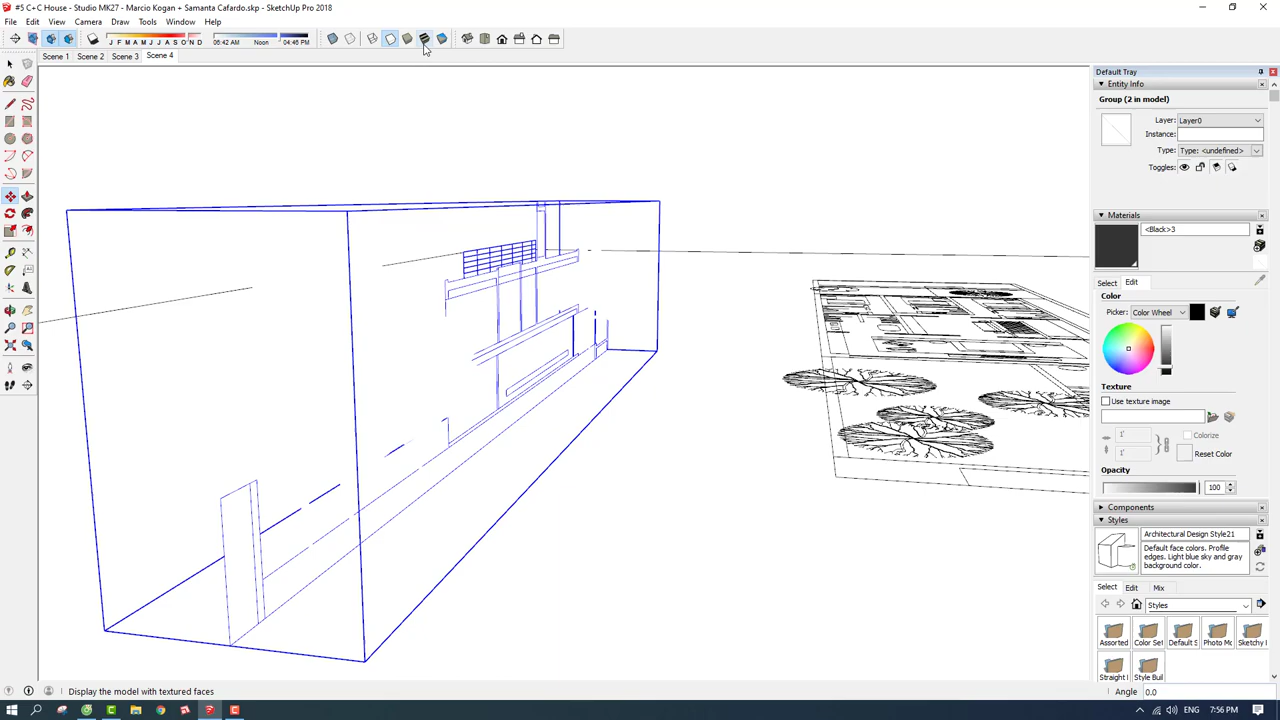 #5 C+C House - Studio MK27 - Marcio Kogan + Samanta Cafardo.skp - SketchUp Pro 2018
File Edit View Camera Draw Tools Window Help
J F M A M J J A S O N D
06:42 AM Noon 04:46 PM
Scene 1 Scene 2 Scene 3 Scene 4
Default Tray
Entity Info
Group (2 in model)
Layer: Layer0
Instance:
Type: Type: <undefined>
Toggles:
Materials
<Black>3
Select Edit
Color
Picker: Color Wheel
Texture
Use texture image
1'
Colorize
1'
Reset Color
Opacity
100
Components
Styles
Architectural Design Style21
Default face colors. Profile
edges. Light blue sky and gray
background color.
Select Edit Mix
Styles
Assorted Color Set Default S Photo Mo Sketchy
Straight l Style Buil
Display the model with textured faces
Angle 0.0
ENG 7:56 PM